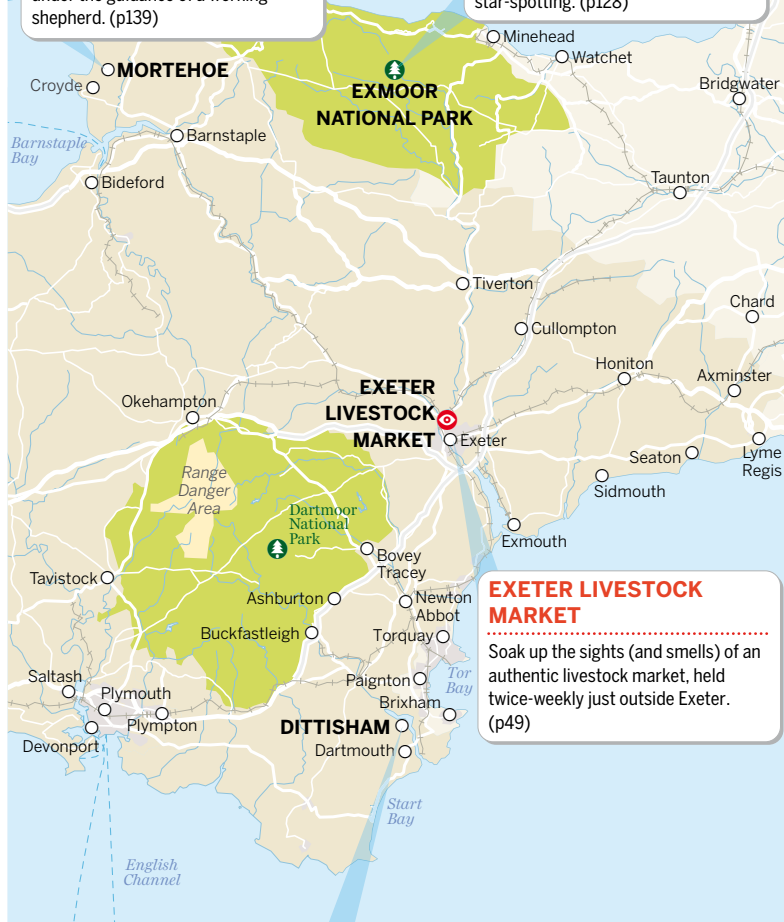 under the guidance of a working
shepherd. (p139)
star-spotting. (p128)
Minehead
Watchet
MORTEHOE
Croyde
EXMOOR
NATIONAL PARK
Bridgwater
Barnstaple
Barnstaple
Bay
Bideford
Taunton
Tiverton
Chard
Cullompton
Honiton
Axminster
Okehampton
EXETER
LIVESTOCK
MARKET
Exeter
Seaton
Lyme
Regis
Sidmouth
Range
Danger
Area
Dartmoor
National
Park
Exmouth
Bovey
Tracey
Tavistock
Ashburton
Newton
Abbot
Buckfastleigh
Torquay
EXETER LIVESTOCK
MARKET
Soak up the sights (and smells) of an
authentic livestock market, held
twice-weekly just outside Exeter.
(p49)
Saltash
Plymouth
Paignton
Tor
Bay
Brixham
Plympton
DITTISHAM
Devonport
Dartmouth
Start
Bay
English
Channel